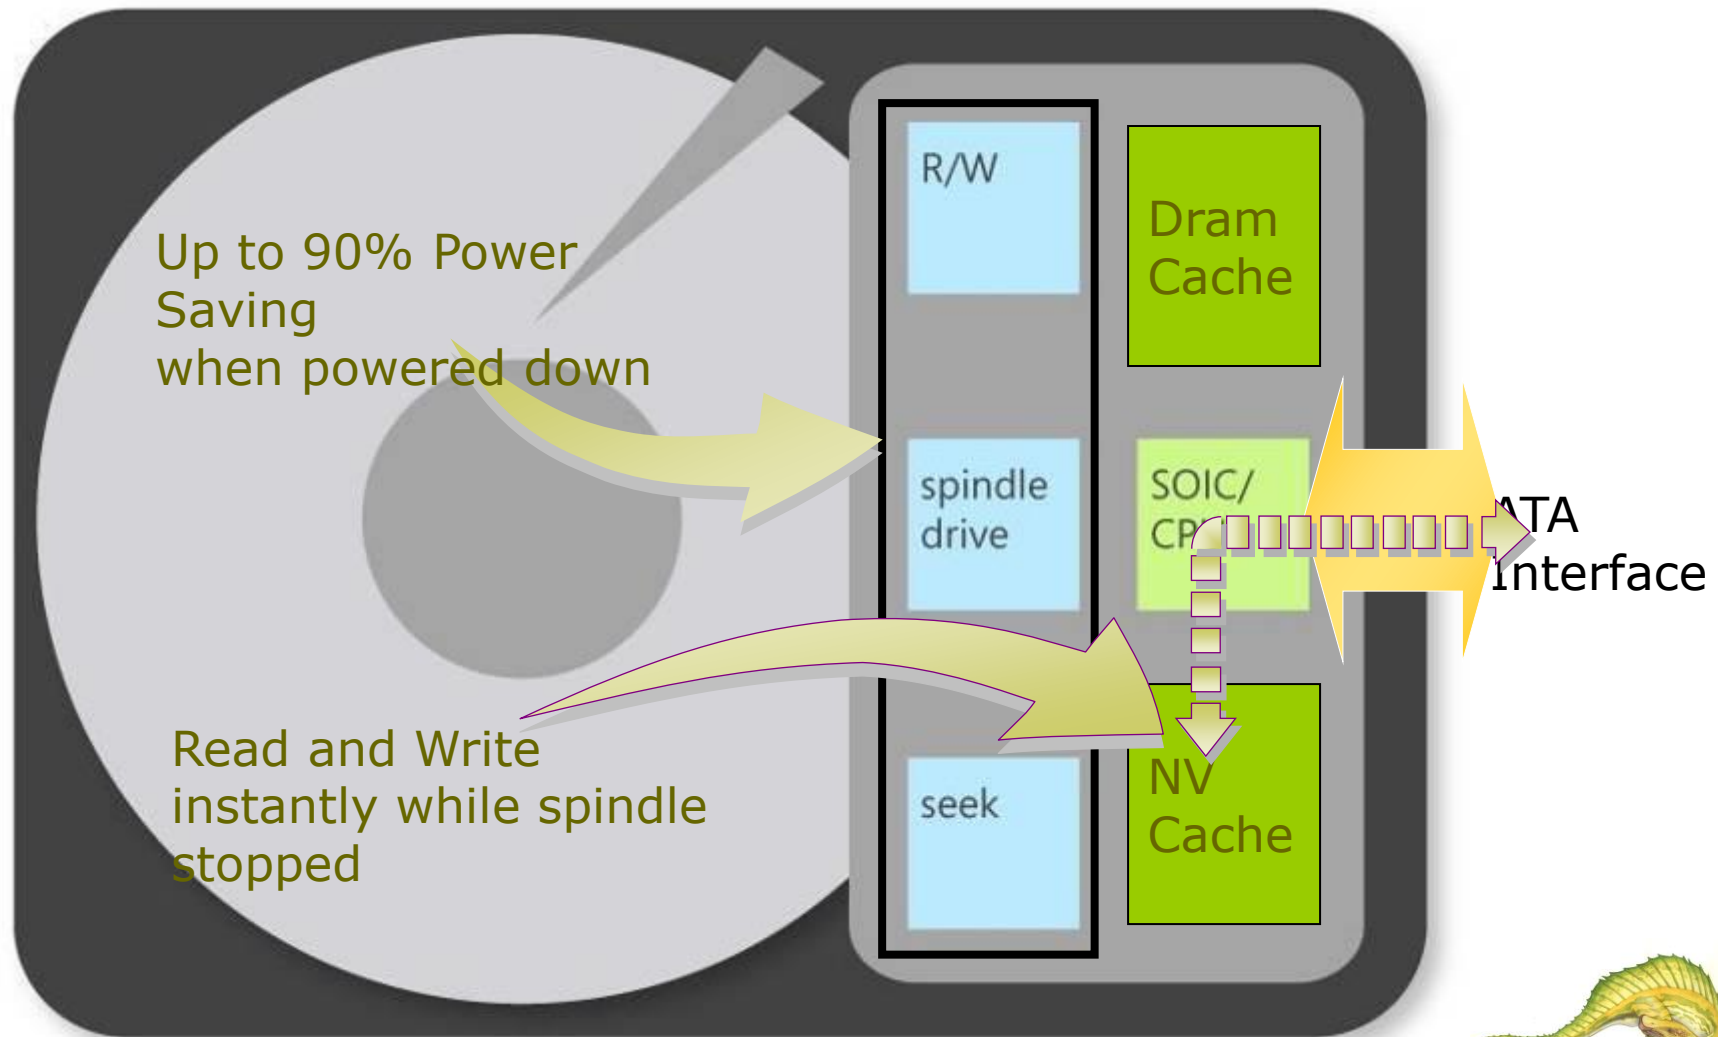 Up to 90% Power
Saving
when powered down
Read and Write
instantly while spindle
stopped
R/W
spindle
drive
seek
Dram
Cache
SOIC/
NV
Cache
ATA
Interface